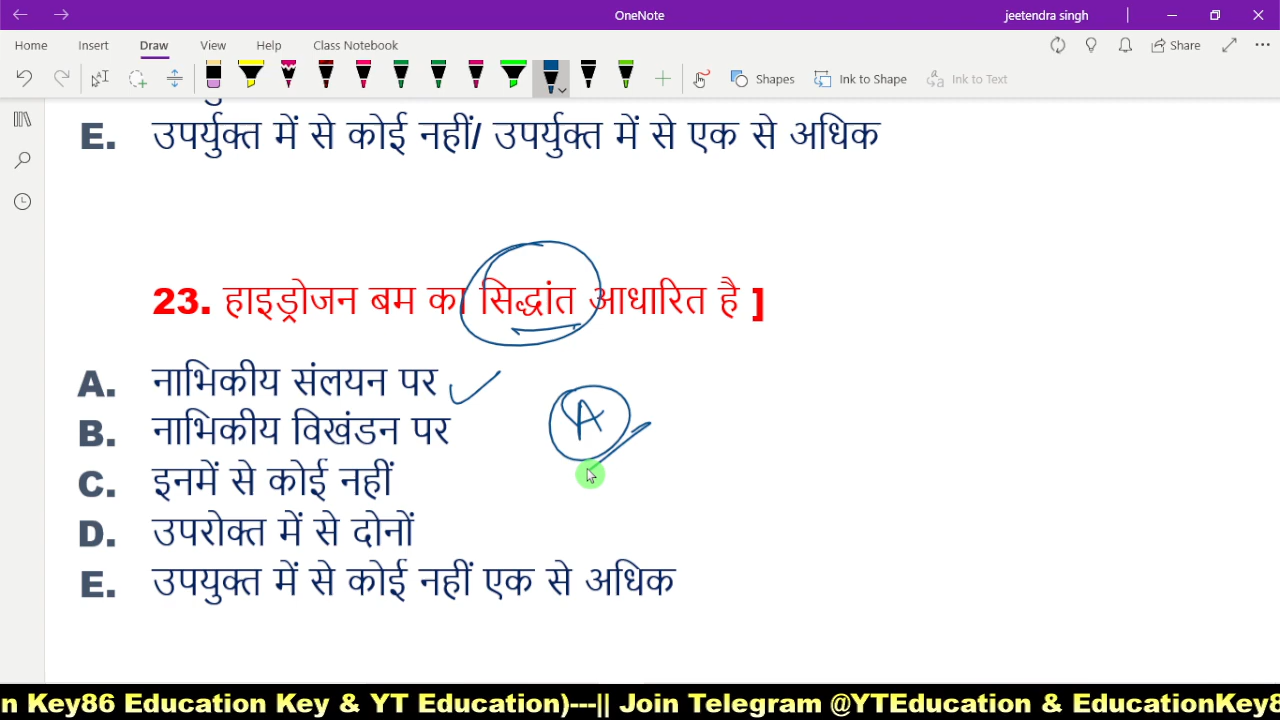 OneNote
jeetendra singh
Home Insert Draw View Help Class Notebook
Share
Shapes Ink to Shape Ink to Text
E. उपर्युक्त में से कोई नहीं/ उपर्युक्त में से एक से अधिक
23. हाइड्रोजन बम का सिद्धांत आधारित है ]
A. नाभिकीय संलयन पर
A
B. नाभिकीय विखंडन पर
C. इनमें से कोई नहीं
D. उपरोक्त में से दोनों
E. उपयुक्त में से कोई नहीं एक से अधिक
n Key86 Education Key & YT Education)---|| Join Telegram @YTEducation & EducationKey8